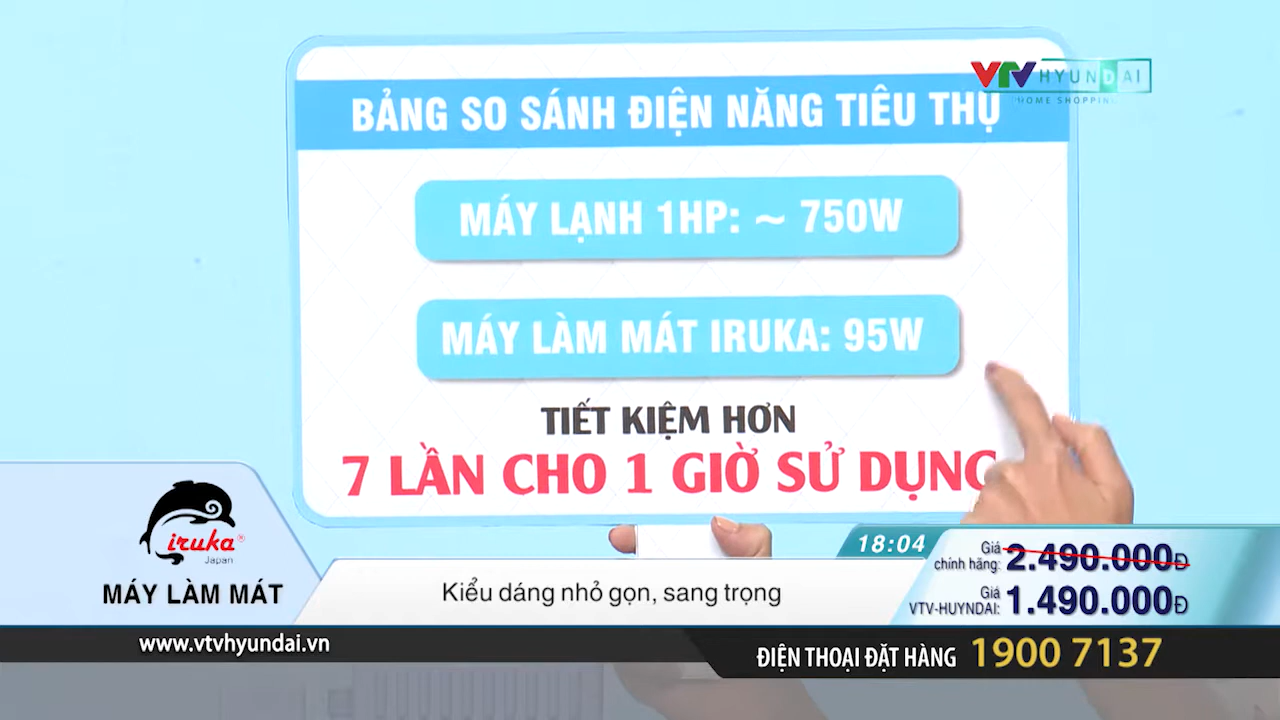 VTV HYUNDAI
HOME SHOPPING
BẢNG SO SÁNH ĐIỆN NĂNG TIÊU THỤ
MÁY LẠNH 1HP: ~ 750W
MÁY LÀM MÁT IRUKA: 95W
TIẾT KIỆM HƠN
7 LẦN CHO 1 GIỜ SỬ DỤNG
iruka®
Japan
MÁY LÀM MÁT
Kiểu dáng nhỏ gọn, sang trọng
18:04
Giá chính hãng: 2.490.000Đ
Giá VTV-HUYNDAI: 1.490.000Đ
www.vtvhyundai.vn
ĐIỆN THOẠI ĐẶT HÀNG 1900 7137